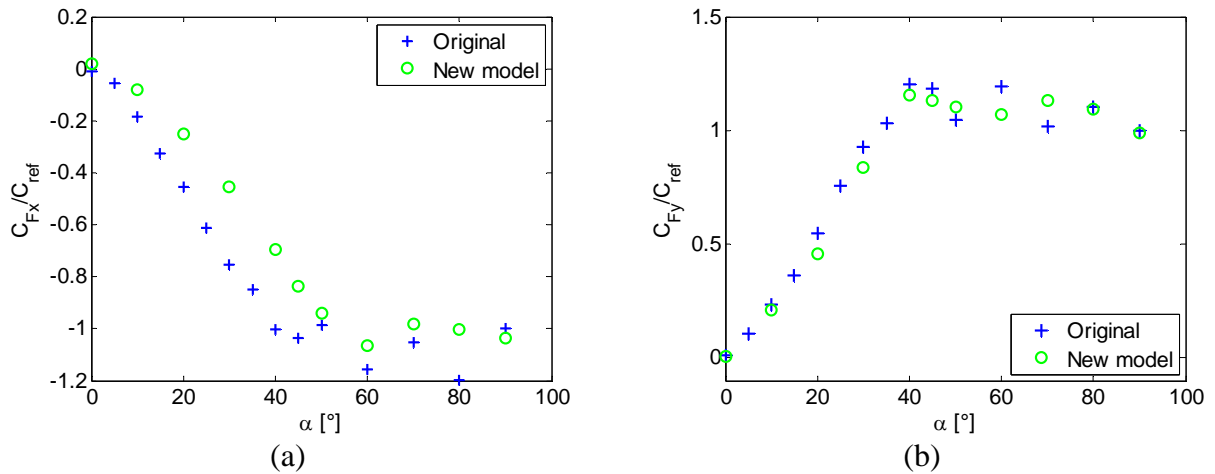 0.2
0
-0.2
-0.4
-0.6
-0.8
-1
-1.2
C_Fx/C_ref
0 20 40 60 80 100
α [°]
Original
New model
(a)
1.5
1
0.5
0
C_Fy/C_ref
0 20 40 60 80 100
α [°]
Original
New model
(b)